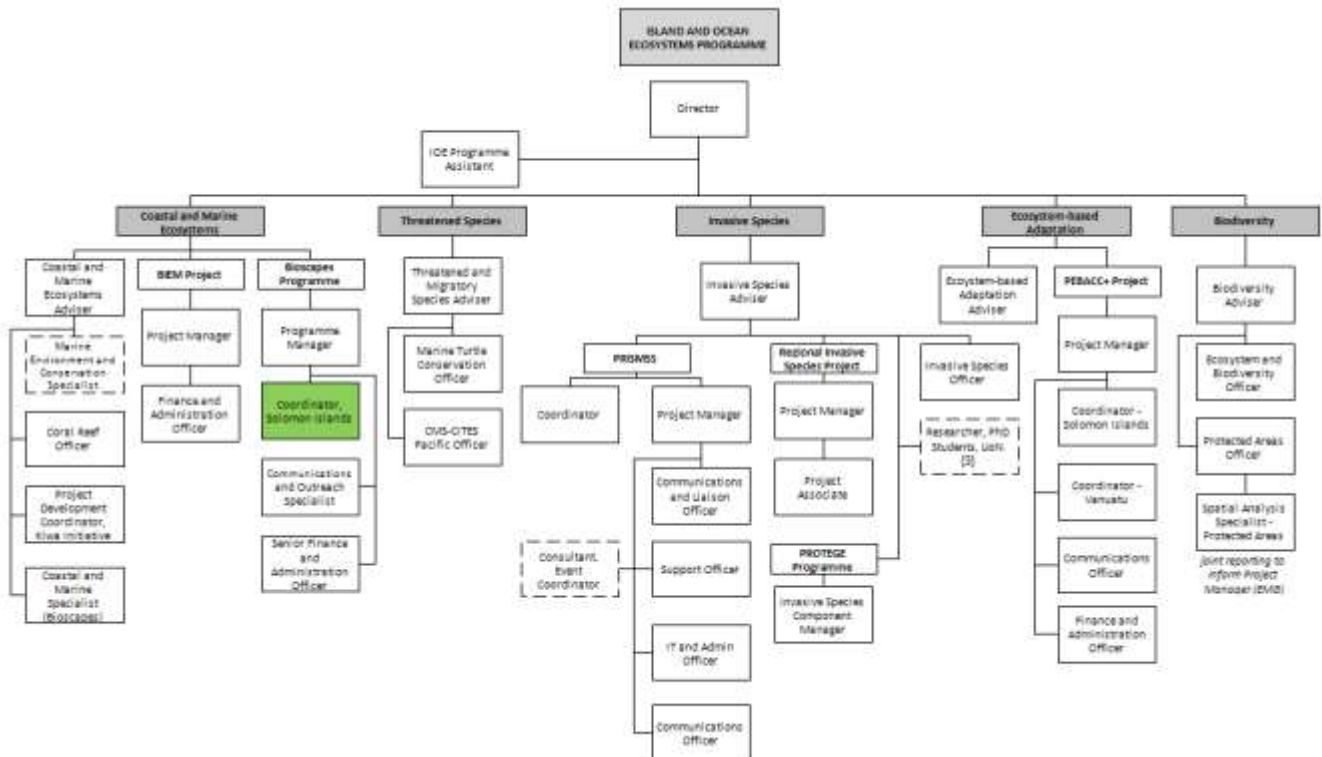 ISLAND AND OCEAN
ECOSYSTEMS PROGRAMME
Director
IOE Programme
Assistant
Coastal and Marine
Ecosystems
Threatened Species
Invasive Species
Ecosystem-based
Adaptation
Biodiversity
Coastal and
Marine
Ecosystems
Adviser
BIEM Project
Bioscapes
Programme
Threatened and
Migratory
Species Adviser
Invasive Species
Adviser
Ecosystem-based
Adaptation
Adviser
PEBACC+ Project
Biodiversity
Adviser
Marine
Environment and
Conservation
Specialist
Project Manager
Programme
Manager
Marine Turtle
Conservation
Officer
PRISMSS
Regional Invasive
Species Project
Invasive Species
Officer
Project Manager
Ecosystem and
Biodiversity
Officer
Coral Reef
Officer
Finance and
Administration
Officer
Coordinator,
Solomon Islands
CMS-CITES
Pacific Officer
Coordinator
Project Manager
Project Manager
Researcher, PhD
Students,
(3)
Coordinator -
Solomon Islands
Protected Areas
Officer
Project
Development
Coordinator,
Kiwa Initiative
Communications
and Outreach
Specialist
Communications
and Liaison
Officer
Project
Associate
Coordinator -
Vanuatu
Spatial Analysis
Specialist -
Protected Areas
joint reporting to
Inform Project
Manager (EMG)
Coastal and
Marine
Specialist
(Bioscapes)
Senior Finance
and
Administration
Officer
Consultant,
Event
Coordinator
Support Officer
PROTEGE
Programme
Invasive Species
Component
Manager
Communications
Officer
IT and Admin
Officer
Finance and
Administration
Officer
Communications
Officer